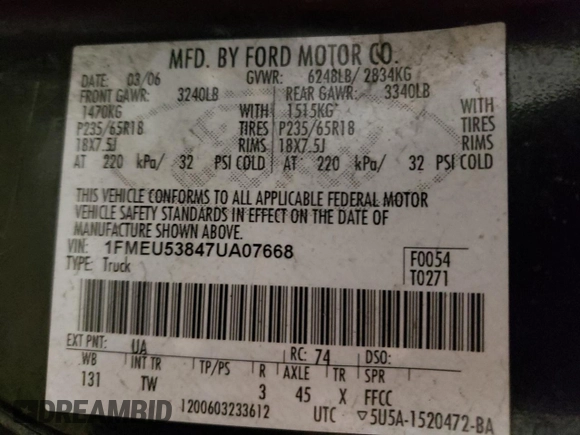 MFD. BY FORD MOTOR CO.
DATE: 03/06 GVWR: 6248LB/ 2834KG
FRONT GAWR: 3240LB REAR GAWR: 3340LB
1470KG WITH 1515KG WITH
P235/65R18 TIRES P235/65R18 TIRES
18X7.5J RIMS 18X7.5J RIMS
AT 220 kPa/ 32 PSI COLD AT 220 kPa/ 32 PSI COLD
THIS VEHICLE CONFORMS TO ALL APPLICABLE FEDERAL MOTOR
VEHICLE SAFETY STANDARDS IN EFFECT ON THE DATE OF
MANUFACTURE SHOWN ABOVE.
VIN: 1FMEU53847UA07668 F0054
TYPE: Truck T0271
EXT PNT: UA RC: 74 DSO:
WB INT TR TP/PS R AXLE TR SPR
131 TW 3 45 X FFCC
1200603233612 UTC 5U5A-1520472-BA
DREAMBID